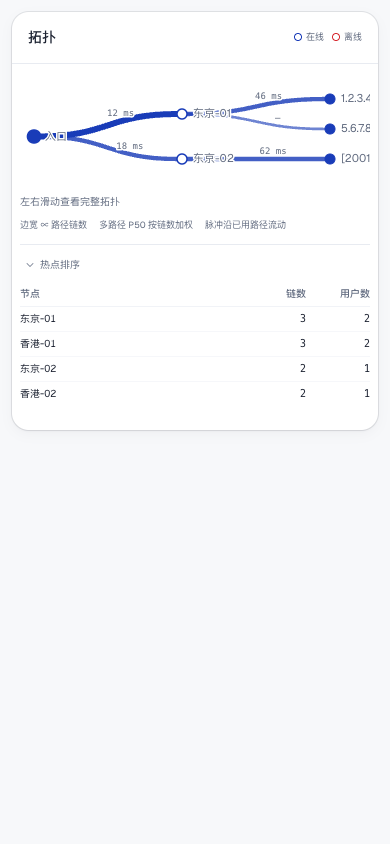 拓扑
在线 离线
46 ms
1.2.3.4
12 ms
东京-01
—
5.6.7.8
入口
18 ms
62 ms
东京-02
[2001
左右滑动查看完整拓扑
边宽 ∝ 路径链数 多路径 P50 按链数加权 脉冲沿已用路径流动
热点排序
节点 链数 用户数
东京-01 3 2
香港-01 3 2
东京-02 2 1
香港-02 2 1